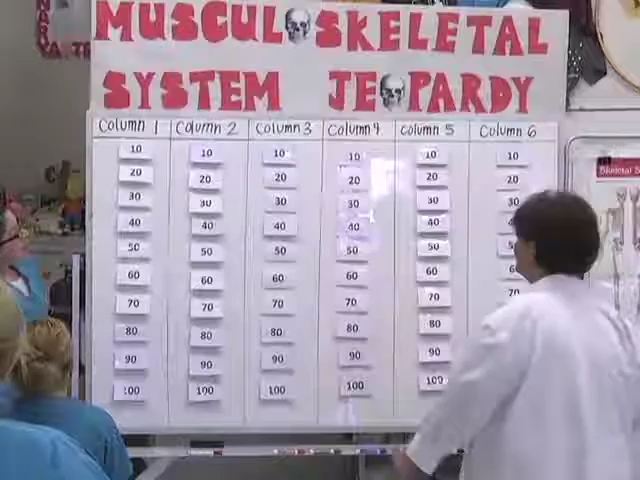 MUSCUL SKELETAL
SYSTEM JE PARDY
Column 1 Column 2 Column 3 Column 4 Column 5 Column 6
10 10 10 10 10 10
20 20 20 20 20 20
30 30 30 30 30 30
40 40 40 40 40
50 50 50 50 50
60 60 60 60 60
70 70 70 70 70 70
80 80 80 80 80
90 90 90 90 90
100 100 100 100 100
Skeletal